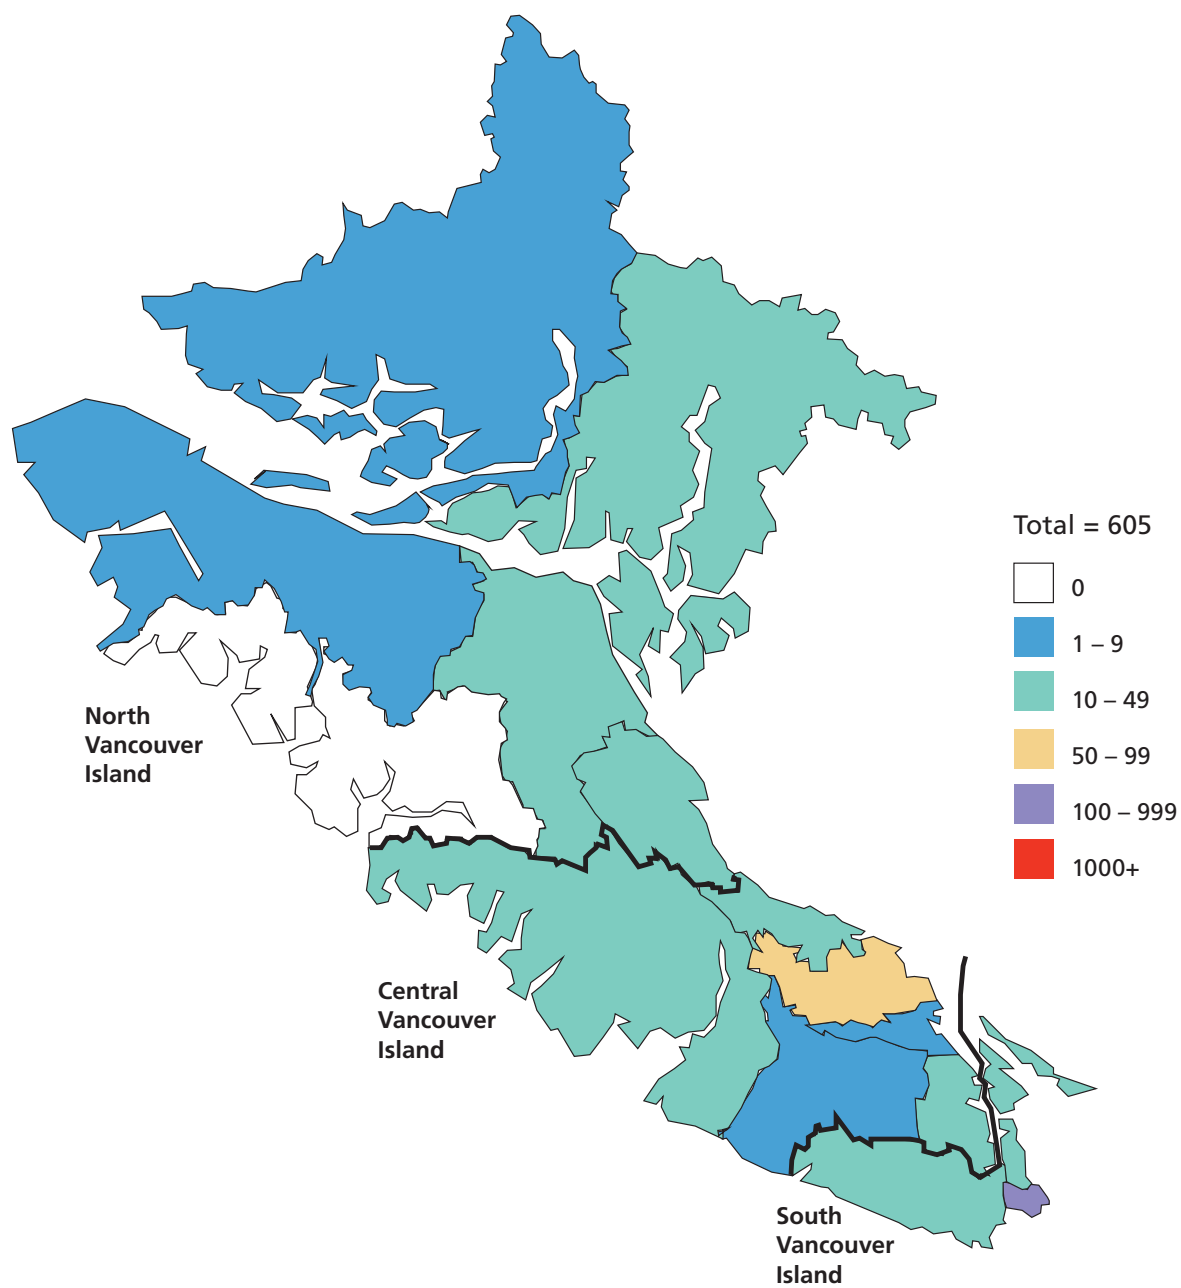 Total = 605
0
1 – 9
10 – 49
50 – 99
100 – 999
1000+
North
Vancouver
Island
Central
Vancouver
Island
South
Vancouver
Island